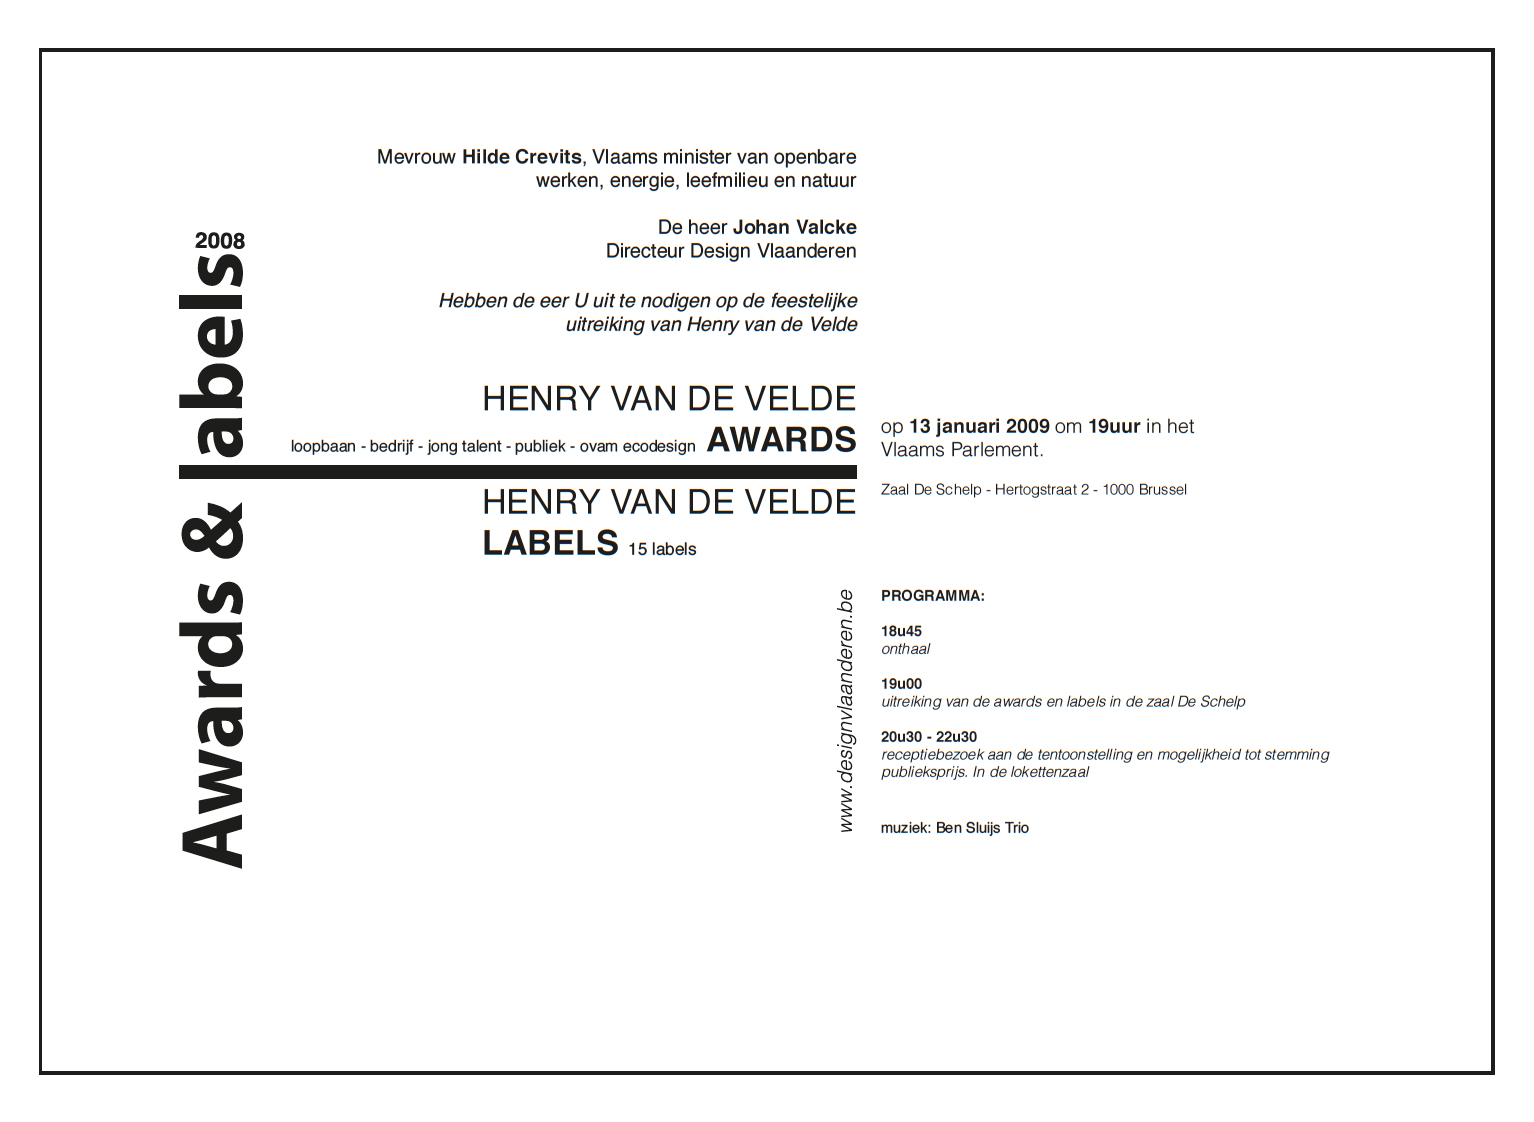 Mevrouw Hilde Crevits, Vlaams minister van openbare
werken, energie, leefmilieu en natuur
De heer Johan Valcke
Directeur Design Vlaanderen
Hebben de eer U uit te nodigen op de feestelijke
uitreiking van Henry van de Velde
2008
Awards & abels
HENRY VAN DE VELDE
loopbaan - bedrijf - jong talent - publiek - ovam ecodesign AWARDS
HENRY VAN DE VELDE
LABELS 15 labels
op 13 januari 2009 om 19uur in het
Vlaams Parlement.
Zaal De Schelp - Hertogstraat 2 - 1000 Brussel
www.designvlaanderen.be
PROGRAMMA:
18u45
onthaal
19u00
uitreiking van de awards en labels in de zaal De Schelp
20u30 - 22u30
receptiebezoek aan de tentoonstelling en mogelijkheid tot stemming
publieksprijs. In de lokettenzaal
muziek: Ben Sluijs Trio